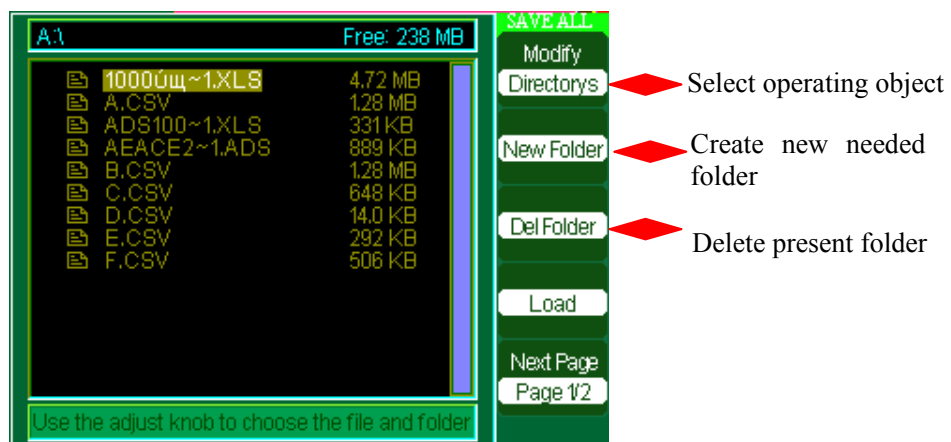 A:\ Free: 238 MB
1000úщ~1.XLS 4.72 MB
A.CSV 1.28 MB
ADS100~1.XLS 331 KB
AEACE2~1.ADS 889 KB
B.CSV 1.28 MB
C.CSV 648 KB
D.CSV 14.0 KB
E.CSV 292 KB
F.CSV 506 KB
Use the adjust knob to choose the file and folder
SAVE ALL
Modify
Directorys
New Folder
Del Folder
Load
Next Page
Page 1/2
Select operating object
Create new needed
folder
Delete present folder